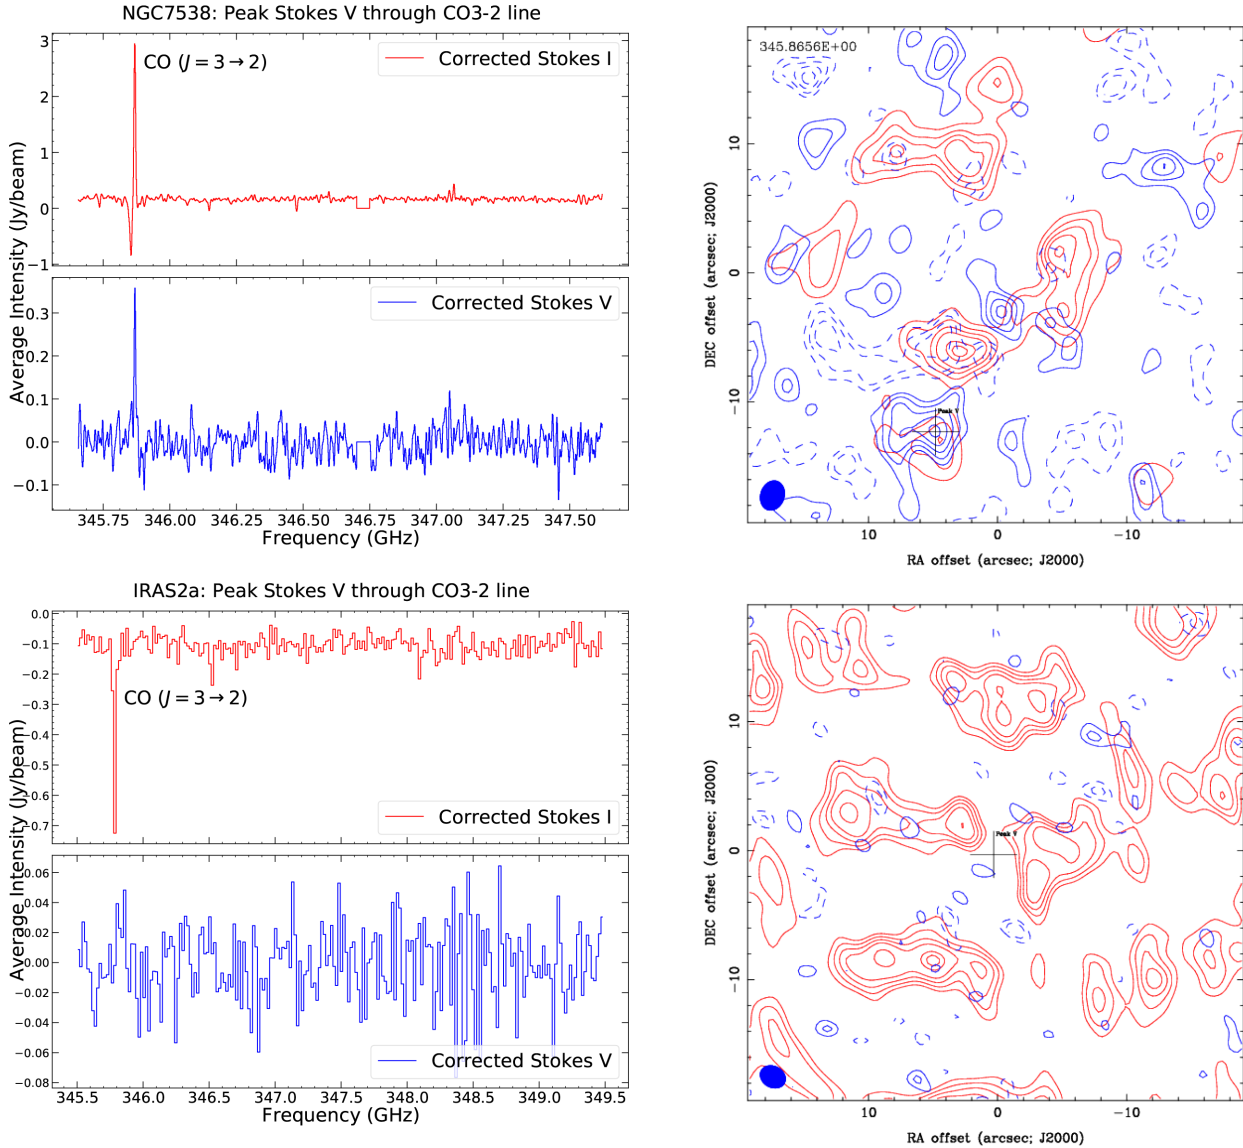 NGC7538: Peak Stokes V through CO3-2 line
CO (J = 3 → 2)
Corrected Stokes I
3
2
1
0
−1
Average Intensity (Jy/beam)
Corrected Stokes V
0.3
0.2
0.1
0.0
−0.1
345.75 346.00 346.25 346.50 346.75 347.00 347.25 347.50
Frequency (GHz)
345.8656E+00
Peak V
10
0
−10
DEC offset (arcsec; J2000)
10 0 −10
RA offset (arcsec; J2000)
IRAS2a: Peak Stokes V through CO3-2 line
0.0
−0.1
−0.2
−0.3
−0.4
−0.5
−0.6
−0.7
CO (J = 3 → 2)
Corrected Stokes I
Average Intensity (Jy/beam)
0.06
0.04
0.02
0.00
−0.02
−0.04
−0.06
−0.08
Corrected Stokes V
345.5 346.0 346.5 347.0 347.5 348.0 348.5 349.0 349.5
Frequency (GHz)
Peak V
10
0
−10
DEC offset (arcsec; J2000)
10 0 −10
RA offset (arcsec; J2000)